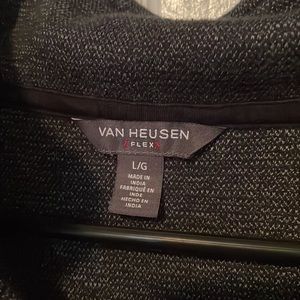 VAN HEUSEN
FLEX
L/G
MADE IN
INDIA
FABRIQUÉ EN
INDE
HECHO EN
INDIA